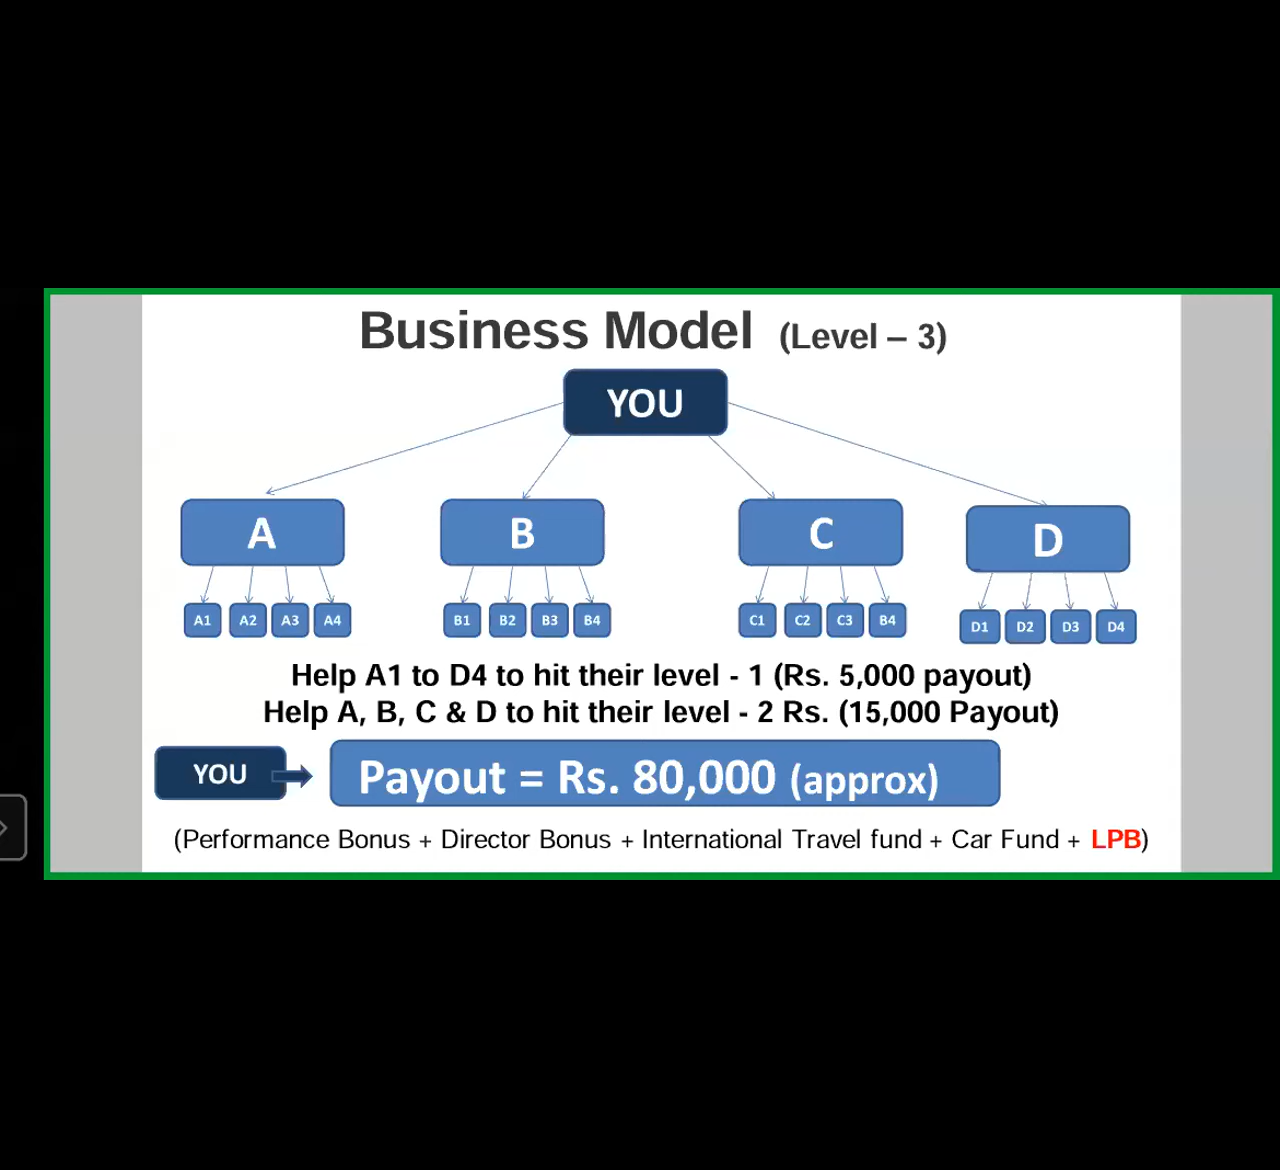 Business Model (Level – 3)
YOU
A B C D
A1 A2 A3 A4 B1 B2 B3 B4 C1 C2 C3 B4 D1 D2 D3 D4
Help A1 to D4 to hit their level - 1 (Rs. 5,000 payout)
Help A, B, C & D to hit their level - 2 Rs. (15,000 Payout)
YOU Payout = Rs. 80,000 (approx)
(Performance Bonus + Director Bonus + International Travel fund + Car Fund + LPB)